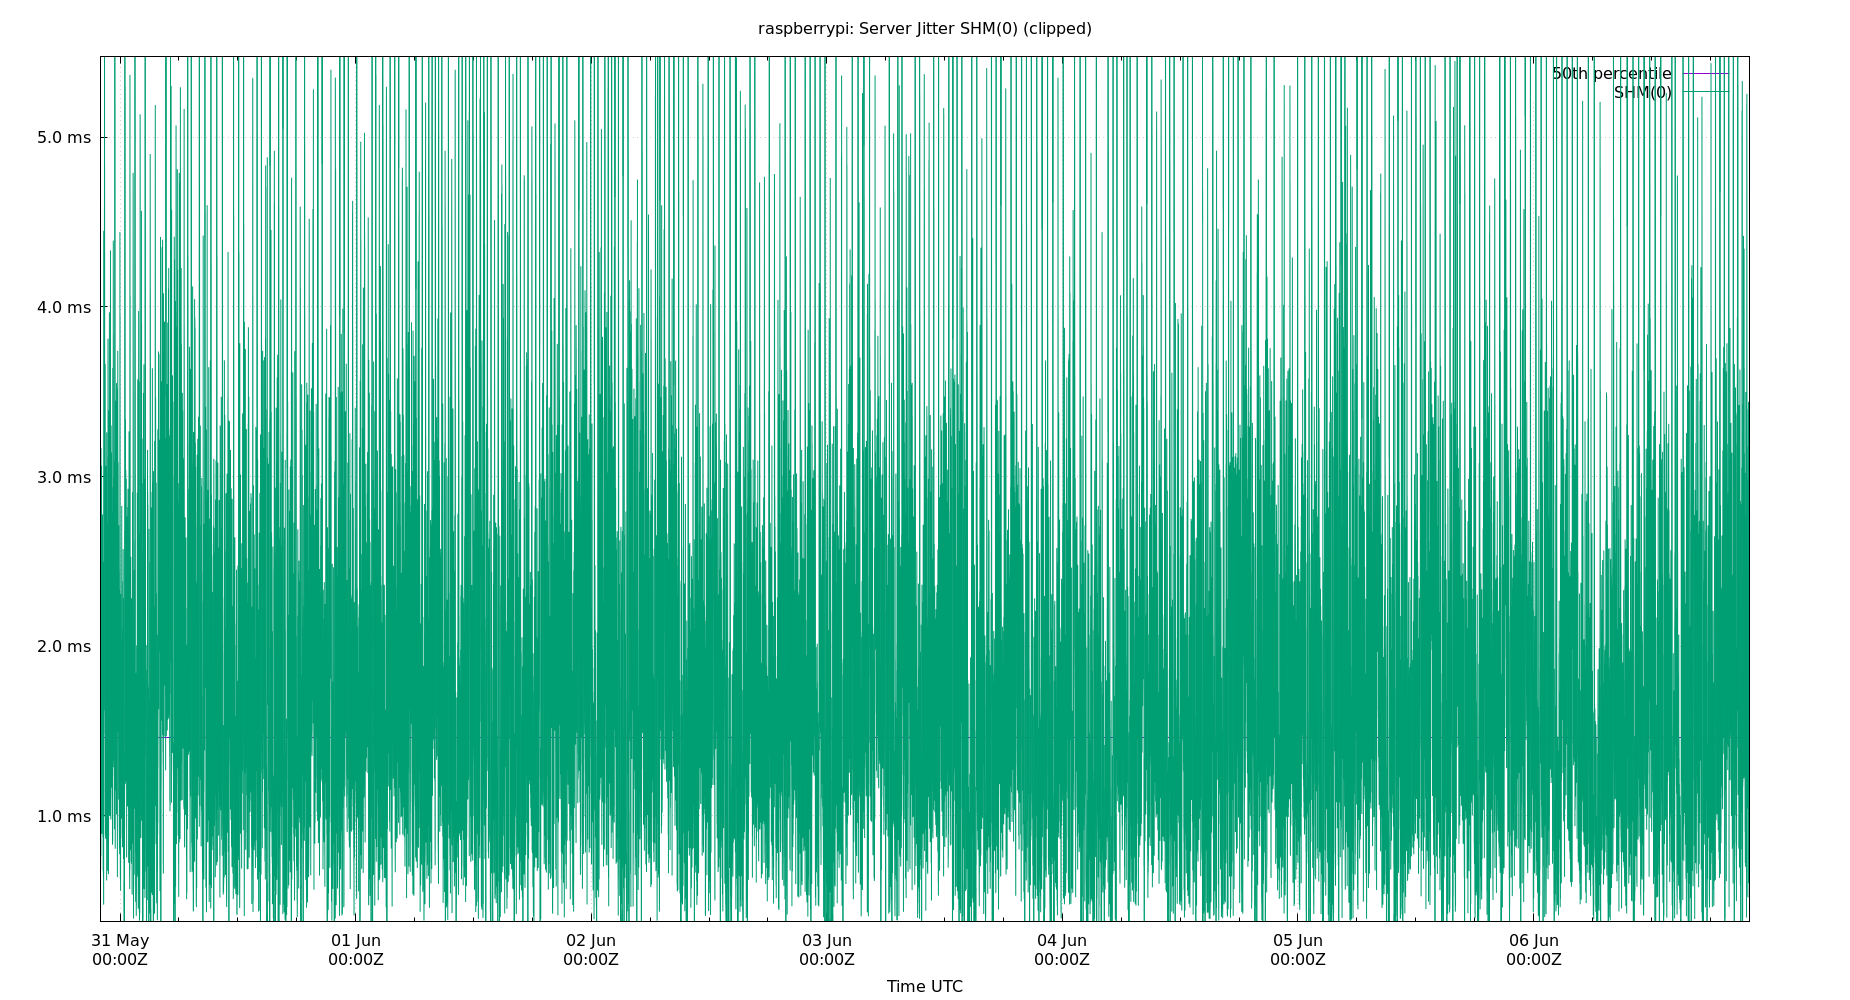 raspberrypi: Server Jitter SHM(0) (clipped)
50th percentile
SHM(0)
5.0 ms
4.0 ms
3.0 ms
2.0 ms
1.0 ms
31 May 01 Jun 02 Jun 03 Jun 04 Jun 05 Jun 06 Jun
00:00Z 00:00Z 00:00Z 00:00Z 00:00Z 00:00Z 00:00Z
Time UTC